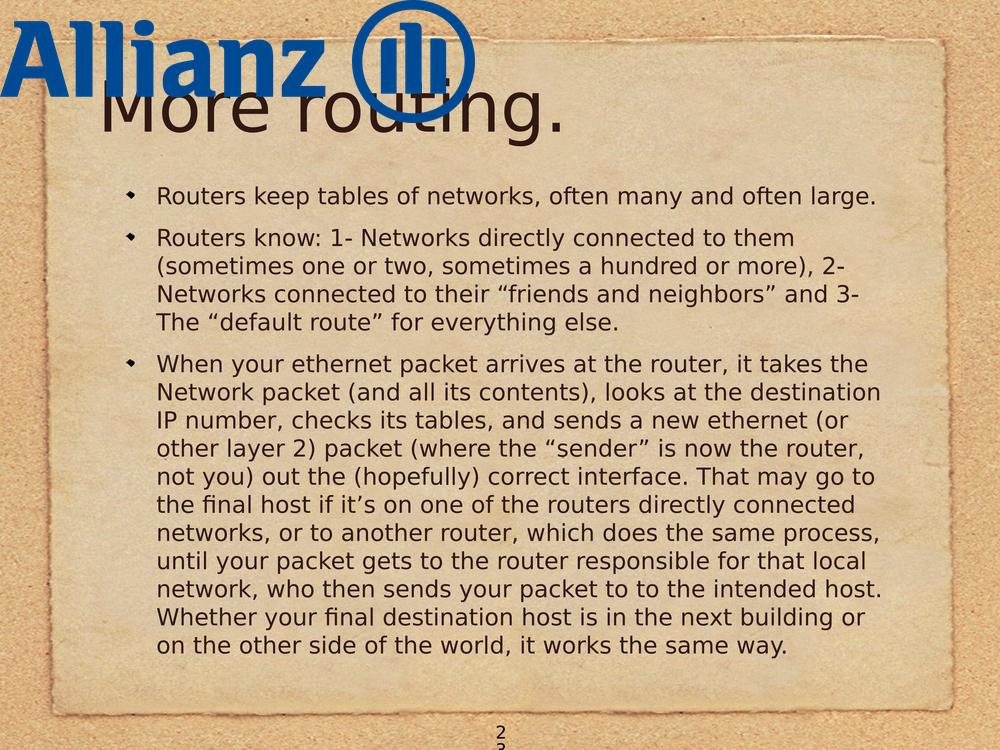 Allianz
More routing.
Routers keep tables of networks, often many and often large.
Routers know: 1- Networks directly connected to them
(sometimes one or two, sometimes a hundred or more), 2-
Networks connected to their “friends and neighbors” and 3-
The “default route” for everything else.
When your ethernet packet arrives at the router, it takes the
Network packet (and all its contents), looks at the destination
IP number, checks its tables, and sends a new ethernet (or
other layer 2) packet (where the “sender” is now the router,
not you) out the (hopefully) correct interface. That may go to
the final host if it’s on one of the routers directly connected
networks, or to another router, which does the same process,
until your packet gets to the router responsible for that local
network, who then sends your packet to to the intended host.
Whether your final destination host is in the next building or
on the other side of the world, it works the same way.
2
3